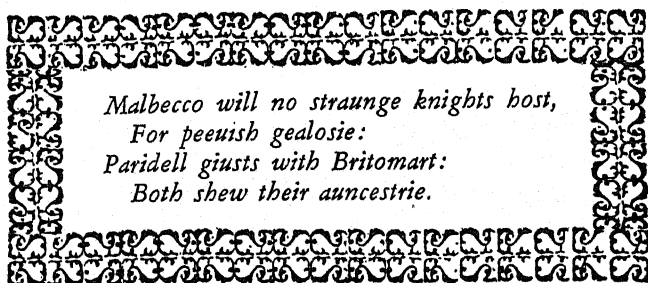 Malbecco will no straunge knights host,
For peeuish gealosie:
Paridell giusts with Britomart:
Both shew their auncestrie.